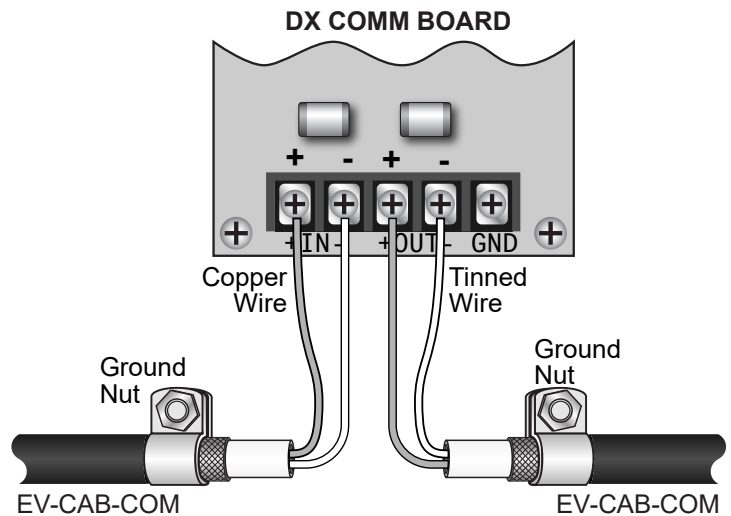 DX COMM BOARD
+ - + -
+IN- +OUT- GND
Copper
Wire
Tinned
Wire
Ground
Nut
Ground
Nut
EV-CAB-COM
EV-CAB-COM